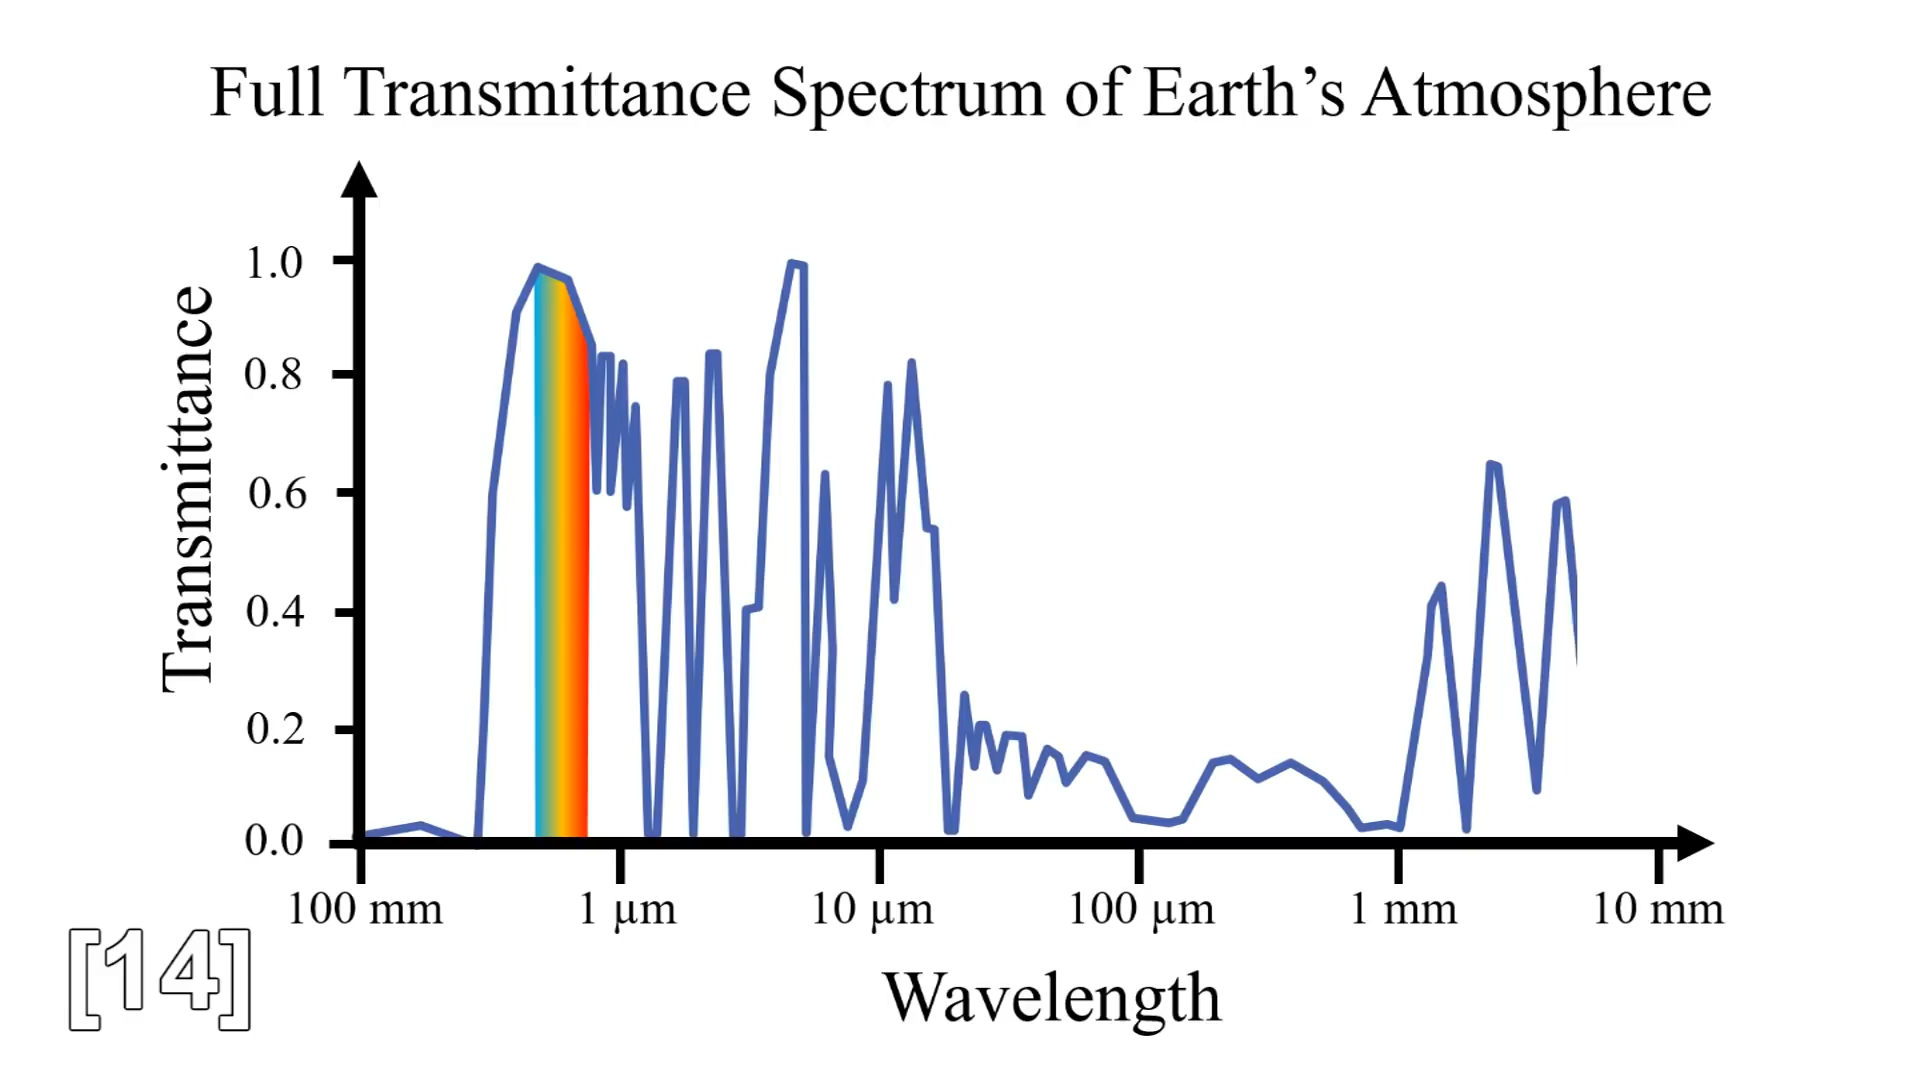 Full Transmittance Spectrum of Earth’s Atmosphere
Transmittance
1.0
0.8
0.6
0.4
0.2
0.0
100 mm 1 µm 10 µm 100 µm 1 mm 10 mm
Wavelength
[14]